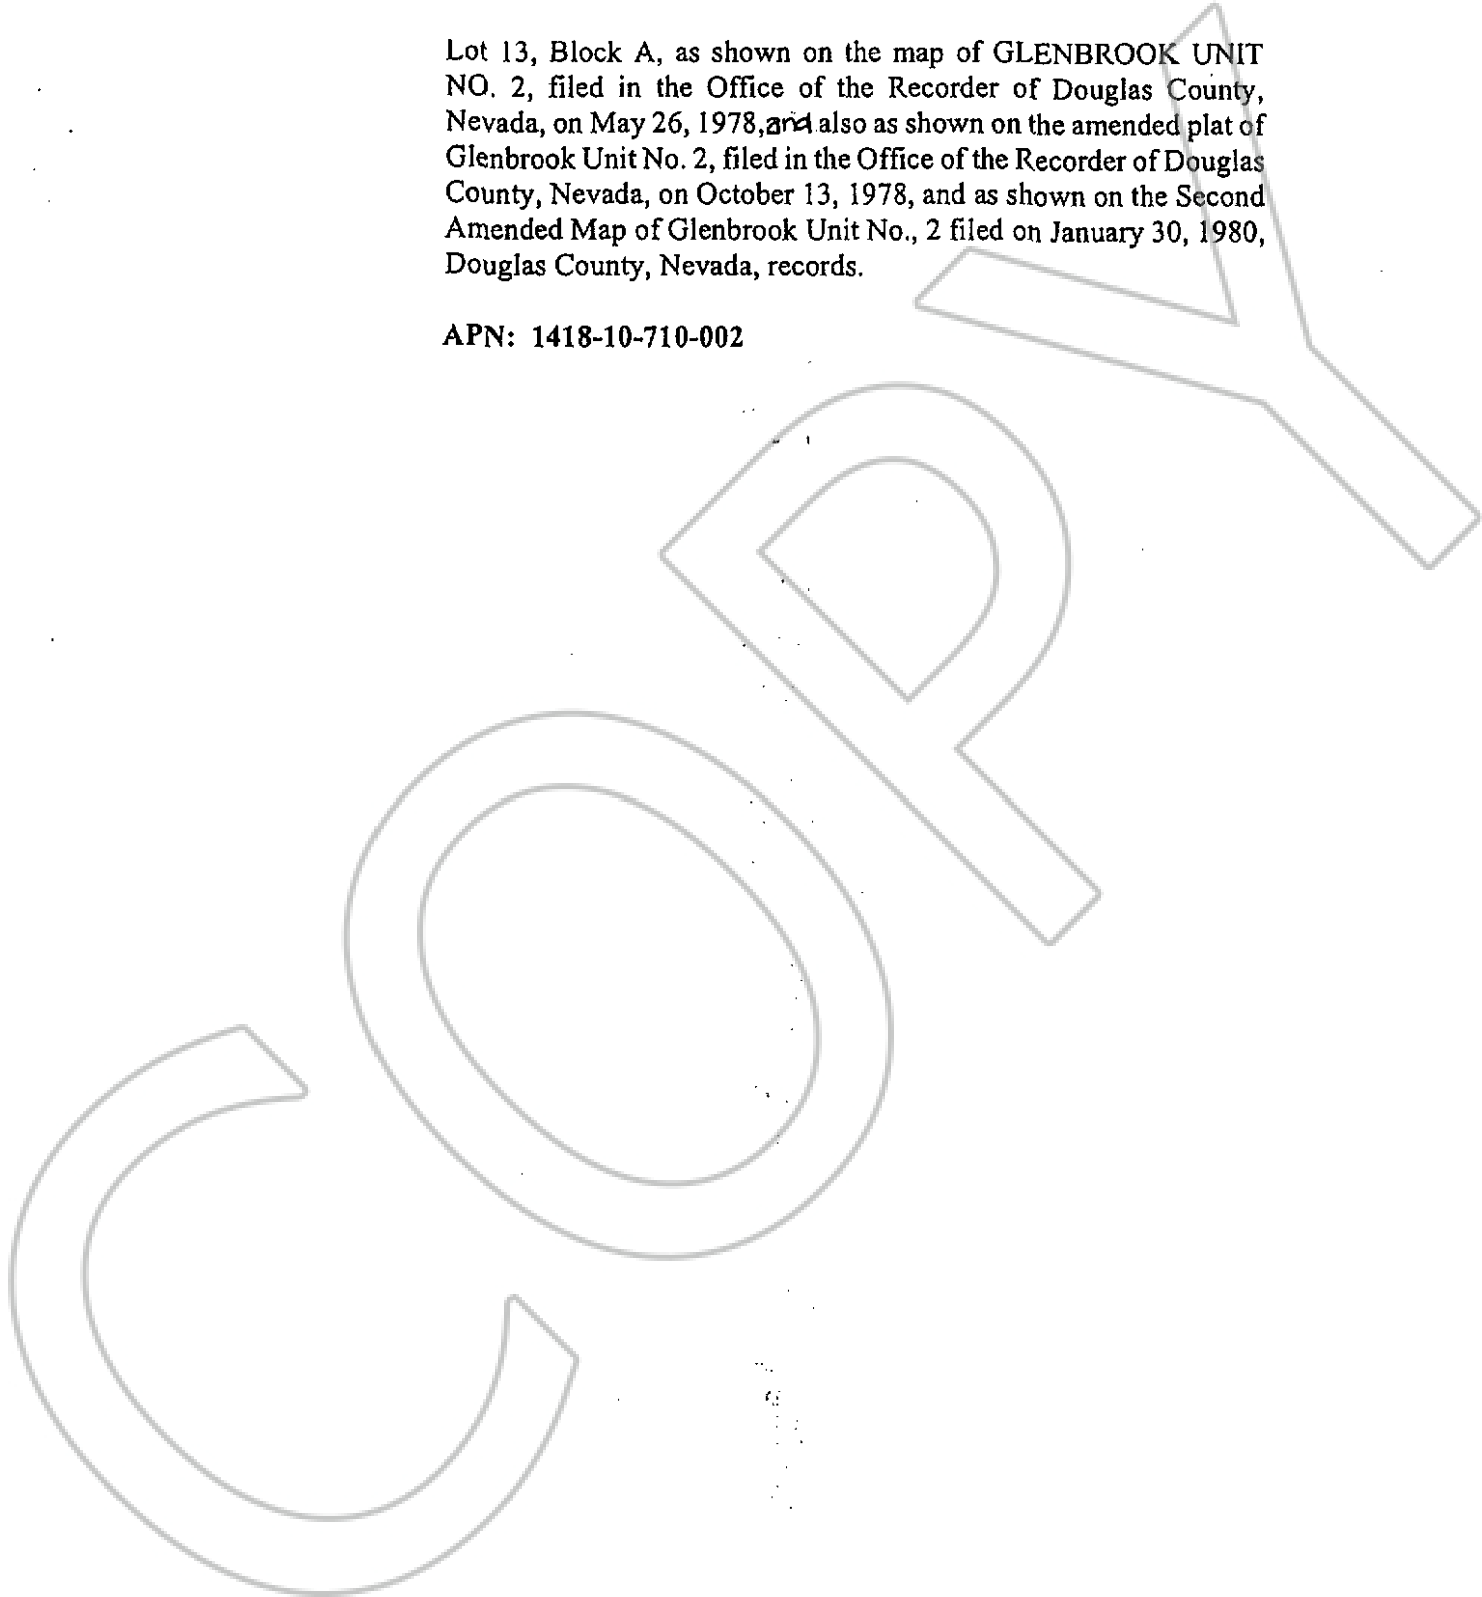 Lot 13, Block A, as shown on the map of GLENBROOK UNIT
NO. 2, filed in the Office of the Recorder of Douglas County,
Nevada, on May 26, 1978,and also as shown on the amended plat of
Glenbrook Unit No. 2, filed in the Office of the Recorder of Douglas
County, Nevada, on October 13, 1978, and as shown on the Second
Amended Map of Glenbrook Unit No., 2 filed on January 30, 1980,
Douglas County, Nevada, records.
APN: 1418-10-710-002
COPY